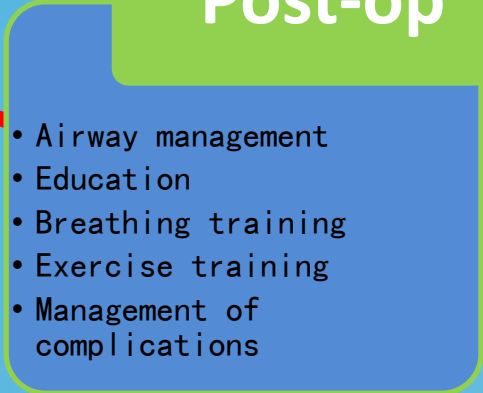 Post-op
• Airway management
• Education
• Breathing training
• Exercise training
• Management of
complications